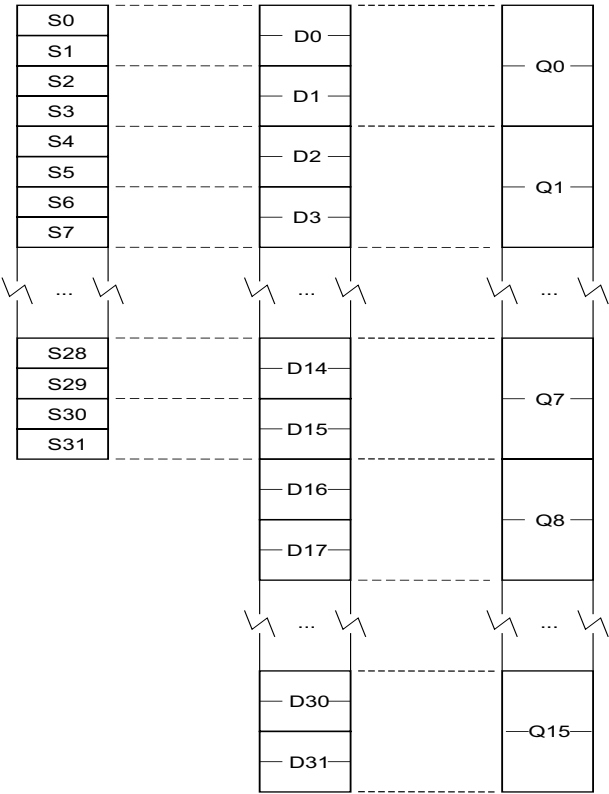 S0
S1
S2
S3
S4
S5
S6
S7
...
S28
S29
S30
S31
D0
D1
D2
D3
...
D14
D15
D16
D17
...
D30
D31
Q0
Q1
...
Q7
Q8
...
Q15